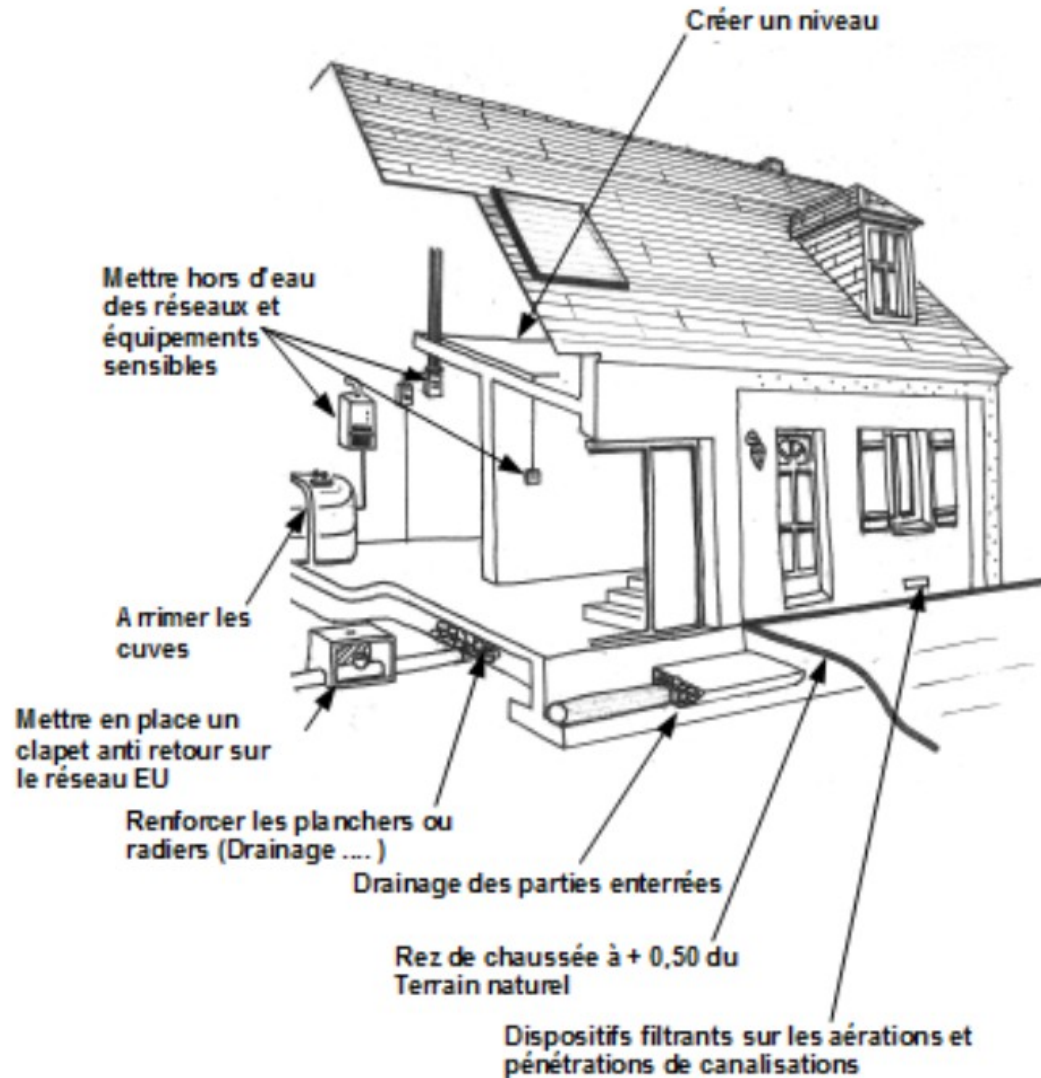 Créer un niveau
Mettre hors d'eau
des réseaux et
équipements
sensibles
Arrimer les
cuves
Mettre en place un
clapet anti retour sur
le réseau EU
Renforcer les planchers ou
radiers (Drainage .... )
Drainage des parties enterrées
Rez de chaussée à + 0,50 du
Terrain naturel
Dispositifs filtrants sur les aérations et
pénétrations de canalisations